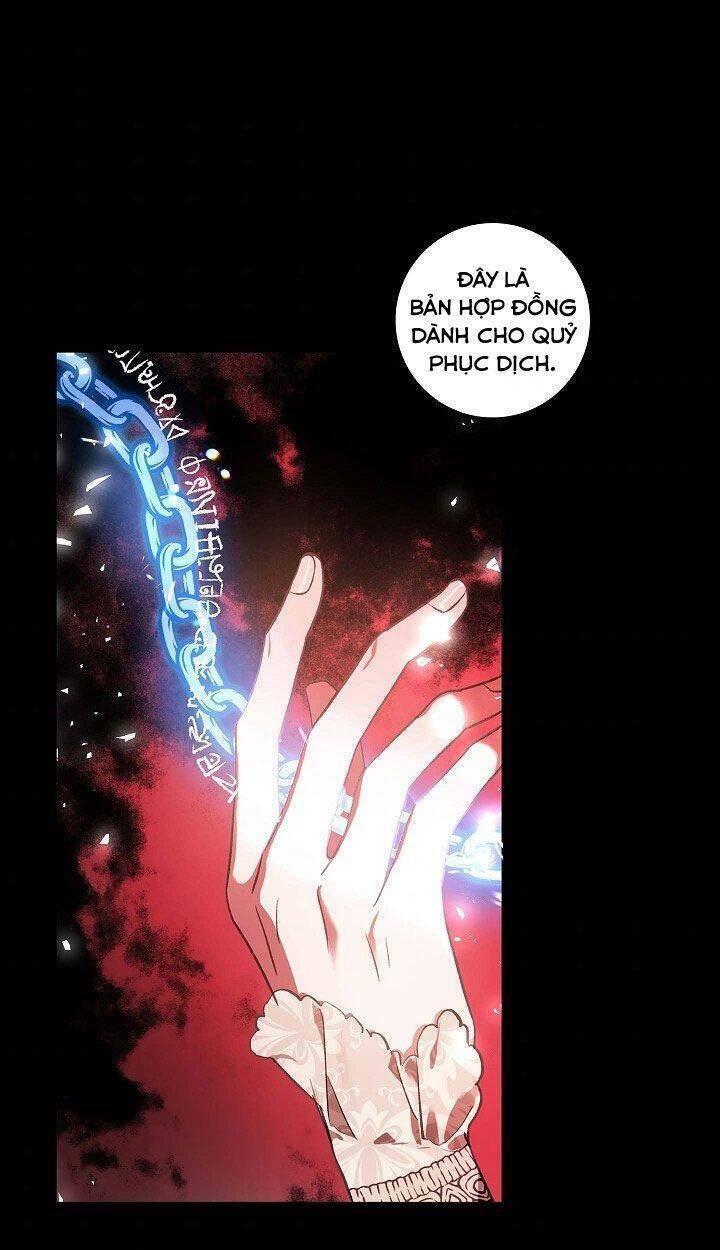 ĐÂY LÀ
BẢN HỢP ĐỒNG
DÀNH CHO QUỶ
PHỤC DỊCH.